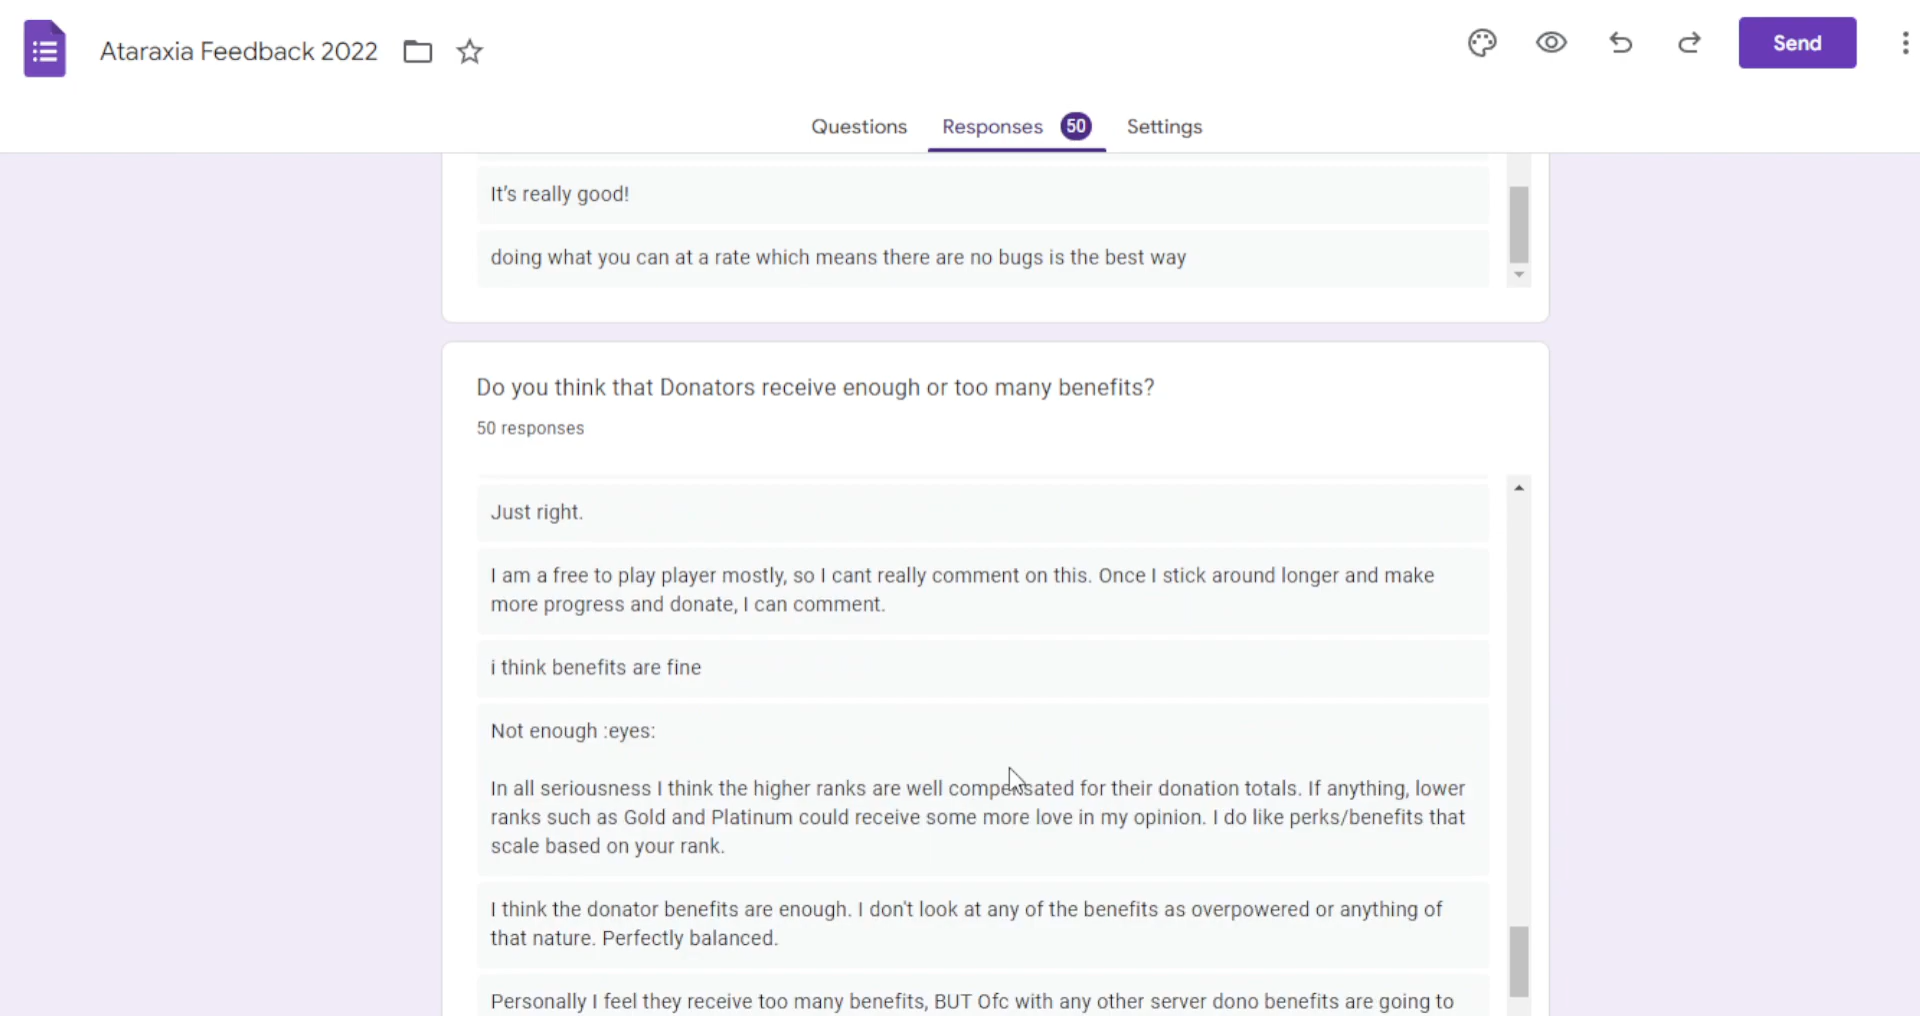 Ataraxia Feedback 2022
Send
Questions
Responses 50
Settings
It's really good!
doing what you can at a rate which means there are no bugs is the best way
Do you think that Donators receive enough or too many benefits?
50 responses
Just right.
I am a free to play player mostly, so I cant really comment on this. Once I stick around longer and make
more progress and donate, I can comment.
i think benefits are fine
Not enough :eyes:
In all seriousness I think the higher ranks are well compensated for their donation totals. If anything, lower
ranks such as Gold and Platinum could receive some more love in my opinion. I do like perks/benefits that
scale based on your rank.
I think the donator benefits are enough. I don't look at any of the benefits as overpowered or anything of
that nature. Perfectly balanced.
Personally I feel they receive too many benefits, BUT Ofc with any other server dono benefits are going to